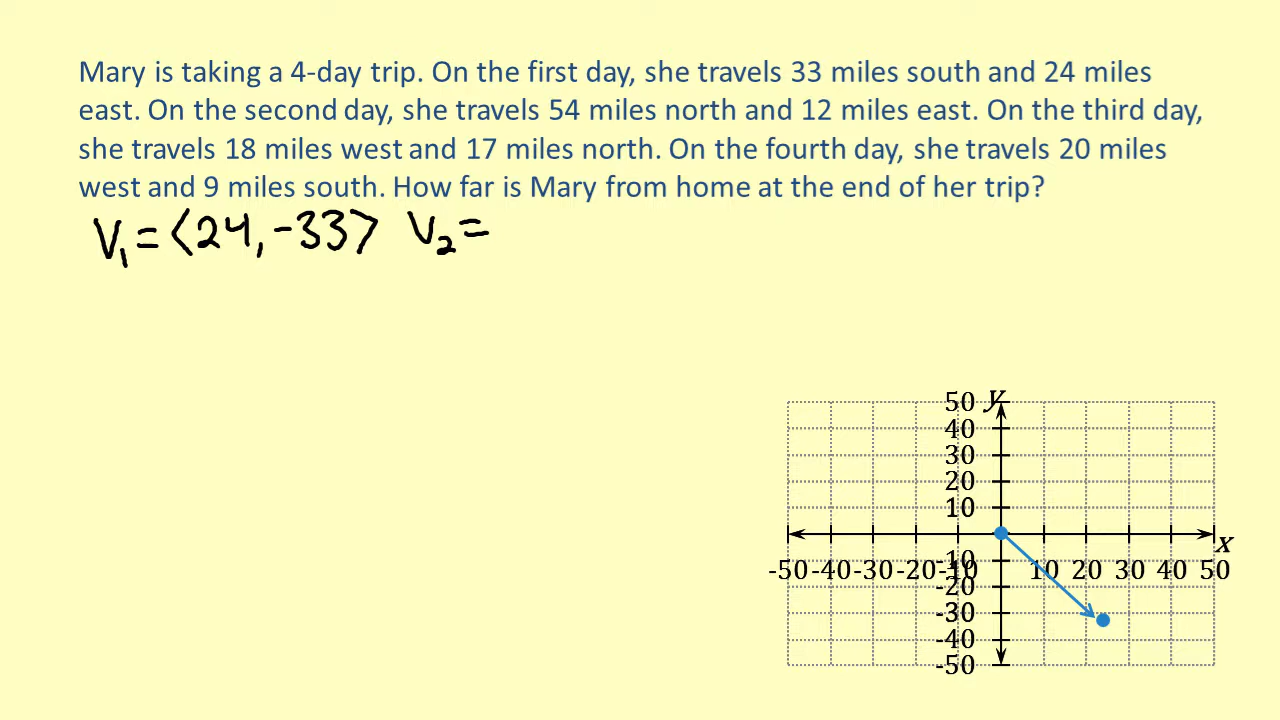 Mary is taking a 4-day trip. On the first day, she travels 33 miles south and 24 miles
east. On the second day, she travels 54 miles north and 12 miles east. On the third day,
she travels 18 miles west and 17 miles north. On the fourth day, she travels 20 miles
west and 9 miles south. How far is Mary from home at the end of her trip?
V₁ = ⟨24, -33⟩ V₂ =
y
50
40
30
20
10
x
-10
-50 -40 -30 -20 -10 10 20 30 40 50
-20
-30
-40
-50